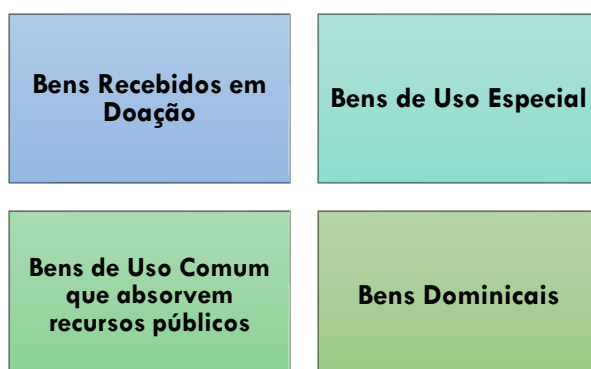 Bens Recebidos em
Doação
Bens de Uso Especial
Bens de Uso Comum
que absorvem
recursos públicos
Bens Dominicais